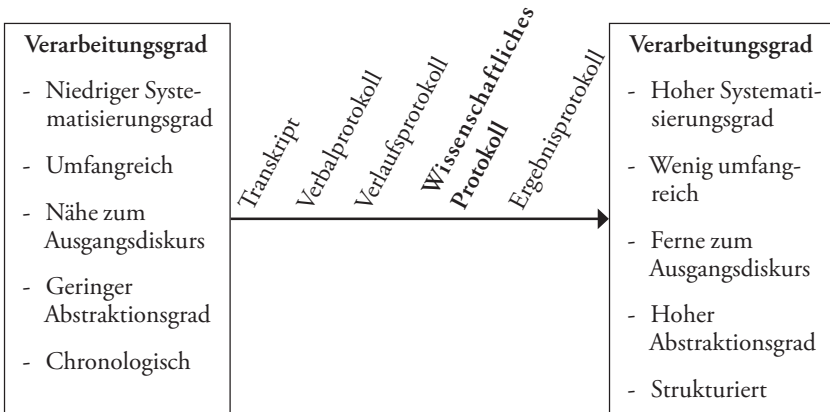 Verarbeitungsgrad
- Niedriger Syste-
matisierungsgrad
- Umfangreich
- Nähe zum
Ausgangsdiskurs
- Geringer
Abstraktionsgrad
- Chronologisch
Transkript
Verbalprotokoll
Verlaufsprotokoll
Wissenschaftliches
Protokoll
Ergebnisprotokoll
Verarbeitungsgrad
- Hoher Systemati-
sierungsgrad
- Wenig umfang-
reich
- Ferne zum
Ausgangsdiskurs
- Hoher
Abstraktionsgrad
- Strukturiert